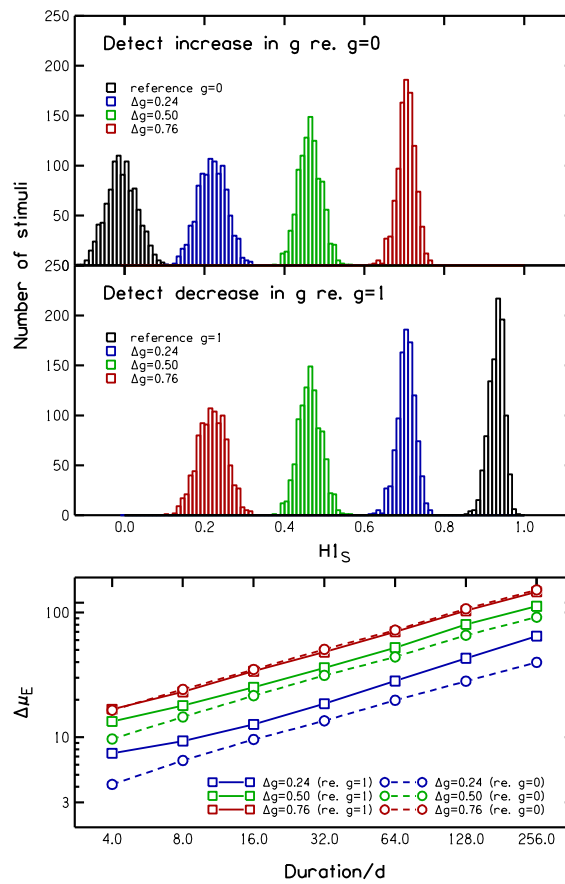 250
Detect increase in g re. g=0
200
reference g=0
Δg=0.24
150
Δg=0.50
Δg=0.76
100
50
Number of stimuli
250
Detect decrease in g re. g=1
200
reference g=1
Δg=0.24
150
Δg=0.50
Δg=0.76
100
50
0
0.0 0.2 0.4 0.6 0.8 1.0
H1S
100
ΔμE
10
3
Δg=0.24 (re. g=1) Δg=0.24 (re. g=0)
Δg=0.50 (re. g=1) Δg=0.50 (re. g=0)
Δg=0.76 (re. g=1) Δg=0.76 (re. g=0)
4.0 8.0 16.0 32.0 64.0 128.0 256.0
Duration/d